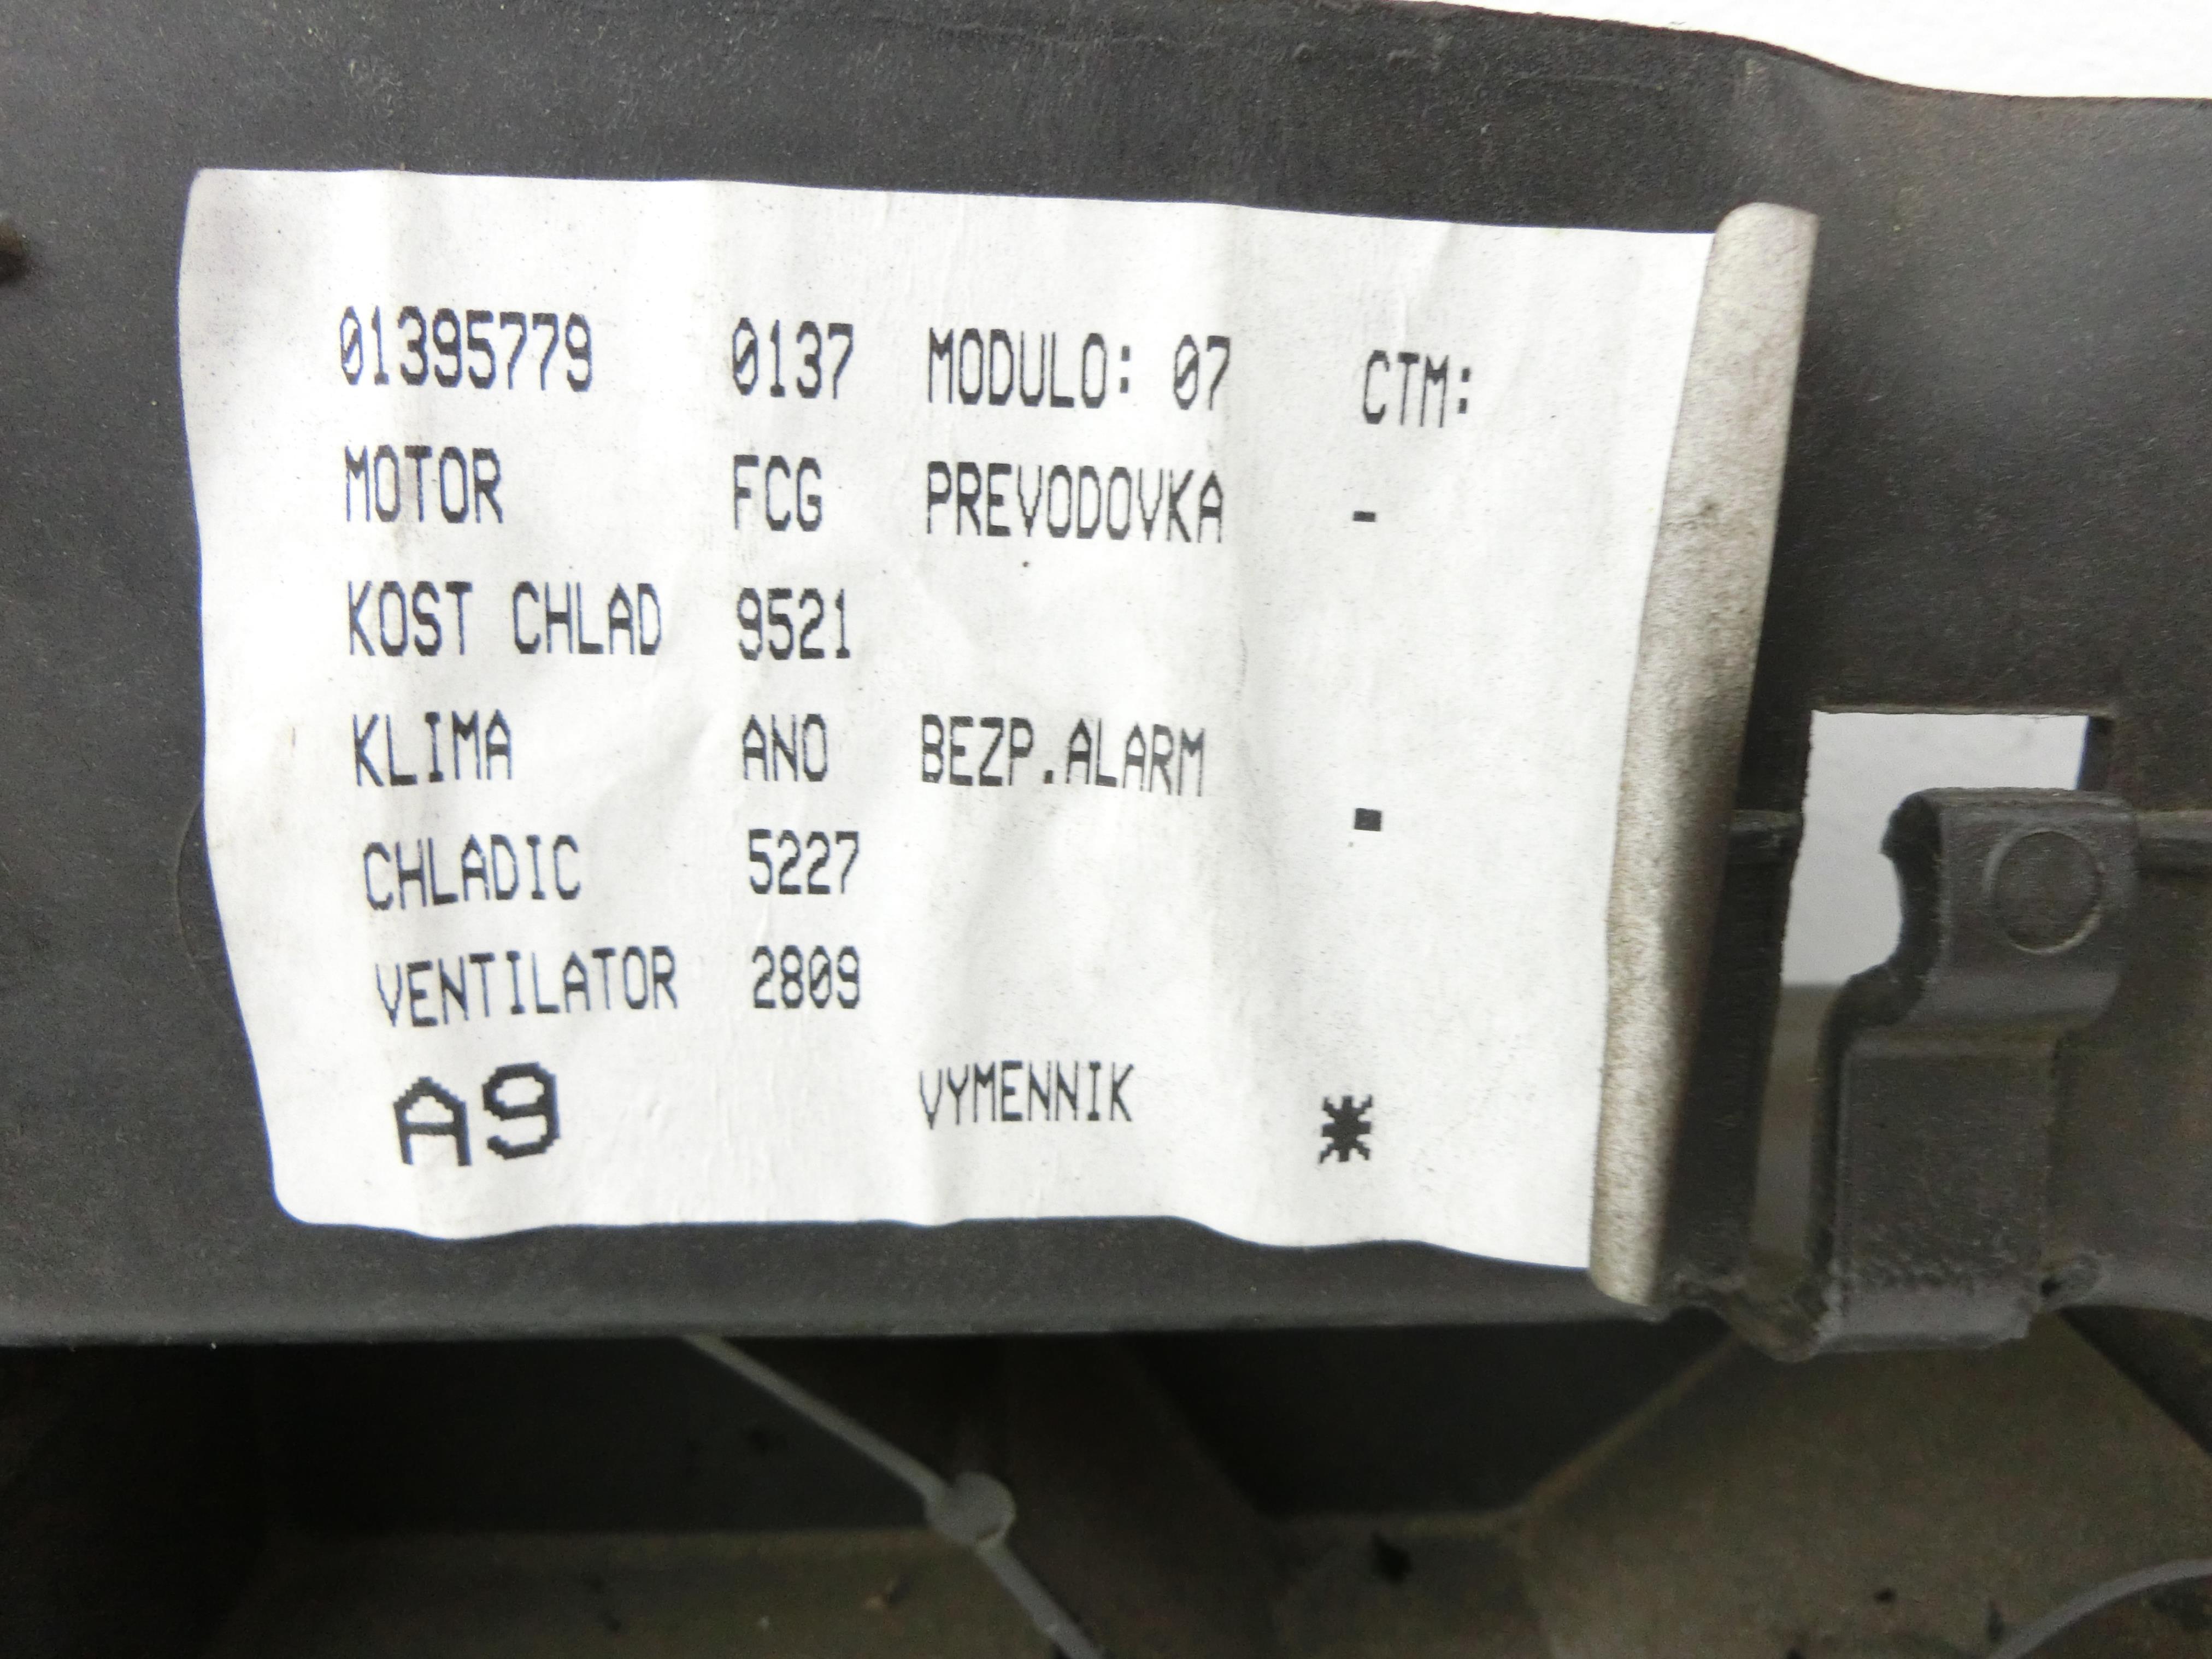 01395779 0137 MODULO: 07 CTM:
MOTOR FCG PREVODOVKA -
KOST CHLAD 9521
KLIMA ANO BEZP.ALARM -
CHLADIC 5227
VENTILATOR 2809
A9 VYMENNIK *